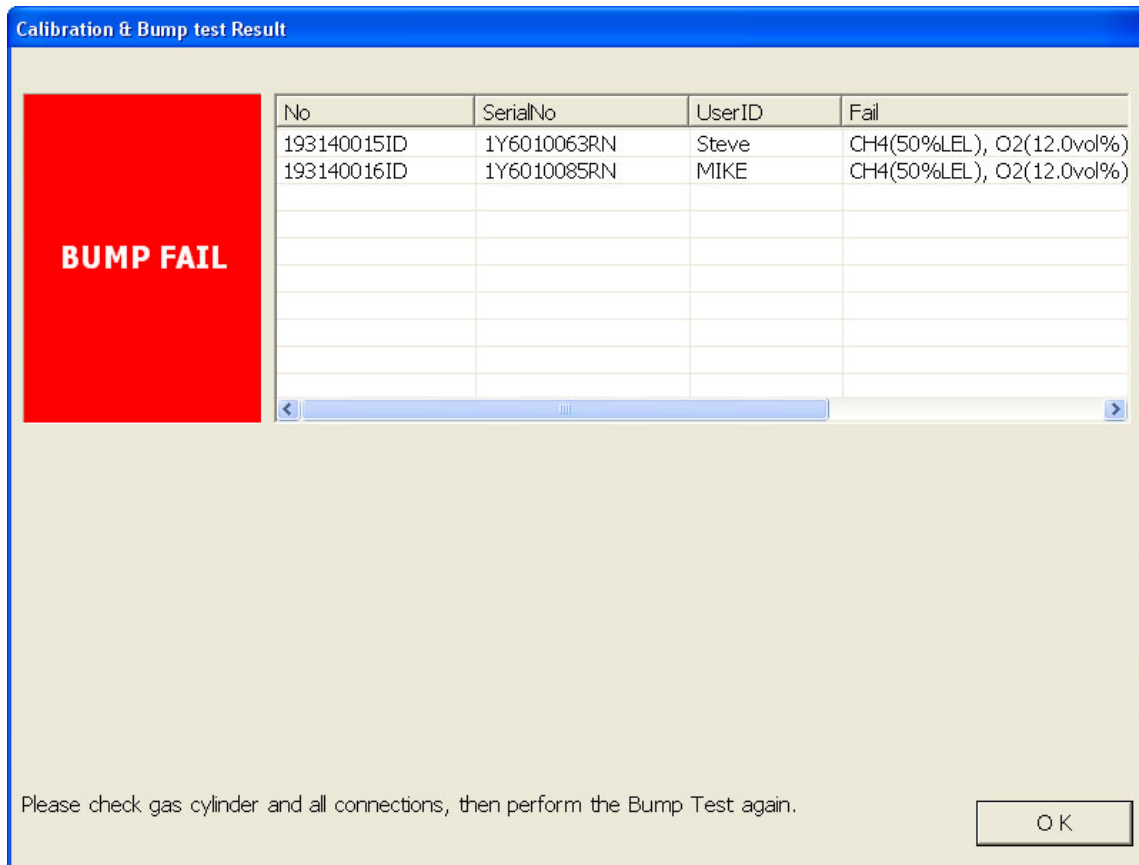 Calibration & Bump test Result
BUMP FAIL
No SerialNo UserID Fail
193140015ID 1Y6010063RN Steve CH4(50%LEL), O2(12.0vol%)
193140016ID 1Y6010085RN MIKE CH4(50%LEL), O2(12.0vol%)
Please check gas cylinder and all connections, then perform the Bump Test again.
OK